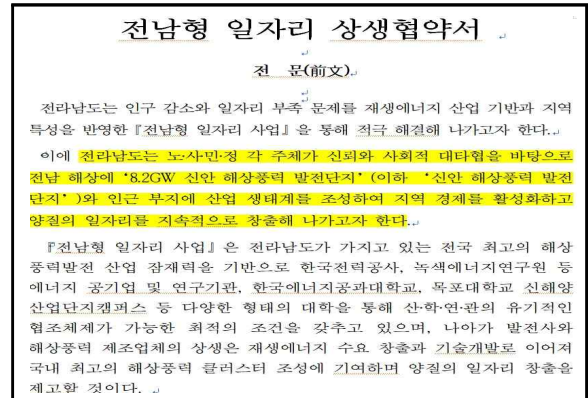 전남형 일자리 상생협약서
전 문(前文)
전라남도는 인구 감소와 일자리 부족 문제를 재생에너지 산업 기반과 지역
특성을 반영한『전남형 일자리 사업』을 통해 적극 해결해 나가고자 한다.
이에 전라남도는 노·사·민·정 각 주체가 신뢰와 사회적 대타협을 바탕으로
전남 해상에 '8.2GW 신안 해상풍력 발전단지' (이하 '신안 해상풍력 발전
단지' )와 인근 부지에 산업 생태계를 조성하여 지역 경제를 활성화하고
양질의 일자리를 지속적으로 창출해 나가고자 한다.
『전남형 일자리 사업』은 전라남도가 가지고 있는 전국 최고의 해상
풍력발전 산업 잠재력을 기반으로 한국전력공사, 녹색에너지연구원 등
에너지 공기업 및 연구기관, 한국에너지공과대학교, 목포대학교 신해양
산업단지캠퍼스 등 다양한 형태의 대학을 통해 산·학·연·관의 유기적인
협조체제가 가능한 최적의 조건을 갖추고 있으며, 나아가 발전사와
해상풍력 제조업체의 상생은 재생에너지 수요 창출과 기술개발로 이어져
국내 최고의 해상풍력 클러스터 조성에 기여하며 양질의 일자리 창출을
제고할 것이다.